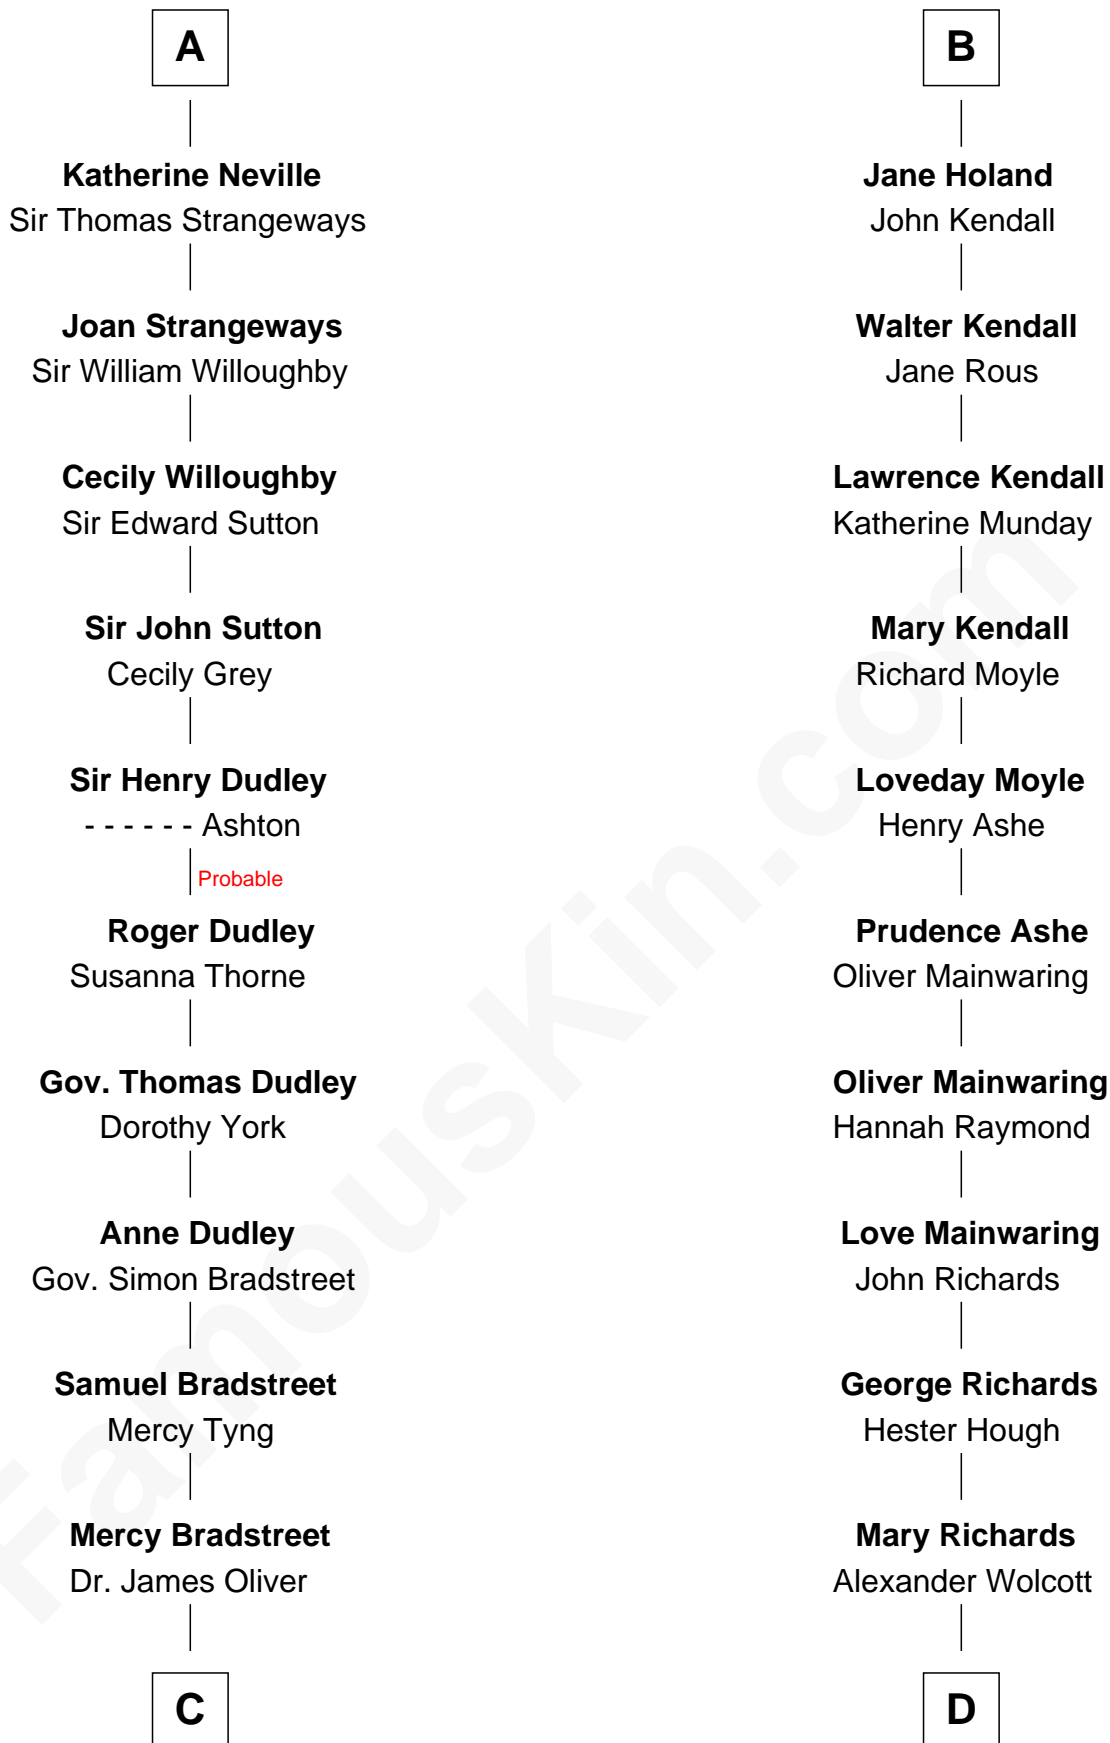 A
Katherine Neville
Sir Thomas Strangeways
Joan Strangeways
Sir William Willoughby
Cecily Willoughby
Sir Edward Sutton
Sir John Sutton
Cecily Grey
Sir Henry Dudley
- - - - - - Ashton
Probable
Roger Dudley
Susanna Thorne
Gov. Thomas Dudley
Dorothy York
Anne Dudley
Gov. Simon Bradstreet
Samuel Bradstreet
Mercy Tyng
Mercy Bradstreet
Dr. James Oliver
C
B
Jane Holand
John Kendall
Walter Kendall
Jane Rous
Lawrence Kendall
Katherine Munday
Mary Kendall
Richard Moyle
Loveday Moyle
Henry Ashe
Prudence Ashe
Oliver Mainwaring
Oliver Mainwaring
Hannah Raymond
Love Mainwaring
John Richards
George Richards
Hester Hough
Mary Richards
Alexander Wolcott
D
FamousKin.com